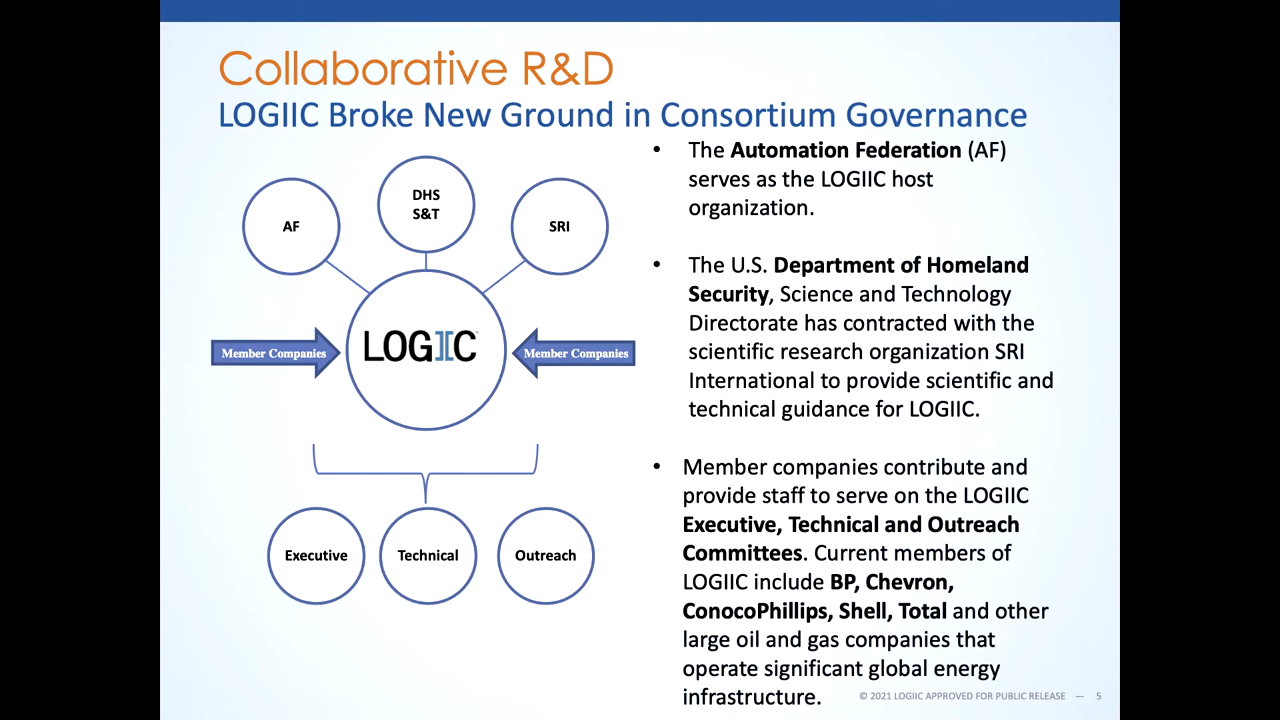 Collaborative R&D
LOGIIC Broke New Ground in Consortium Governance
AF
DHS
S&T
SRI
Member Companies
LOGIIC™
Member Companies
Executive
Technical
Outreach
• The Automation Federation (AF)
serves as the LOGIIC host
organization.
• The U.S. Department of Homeland
Security, Science and Technology
Directorate has contracted with the
scientific research organization SRI
International to provide scientific and
technical guidance for LOGIIC.
• Member companies contribute and
provide staff to serve on the LOGIIC
Executive, Technical and Outreach
Committees. Current members of
LOGIIC include BP, Chevron,
ConocoPhillips, Shell, Total and other
large oil and gas companies that
operate significant global energy
infrastructure.
© 2021 LOGIIC APPROVED FOR PUBLIC RELEASE — 5